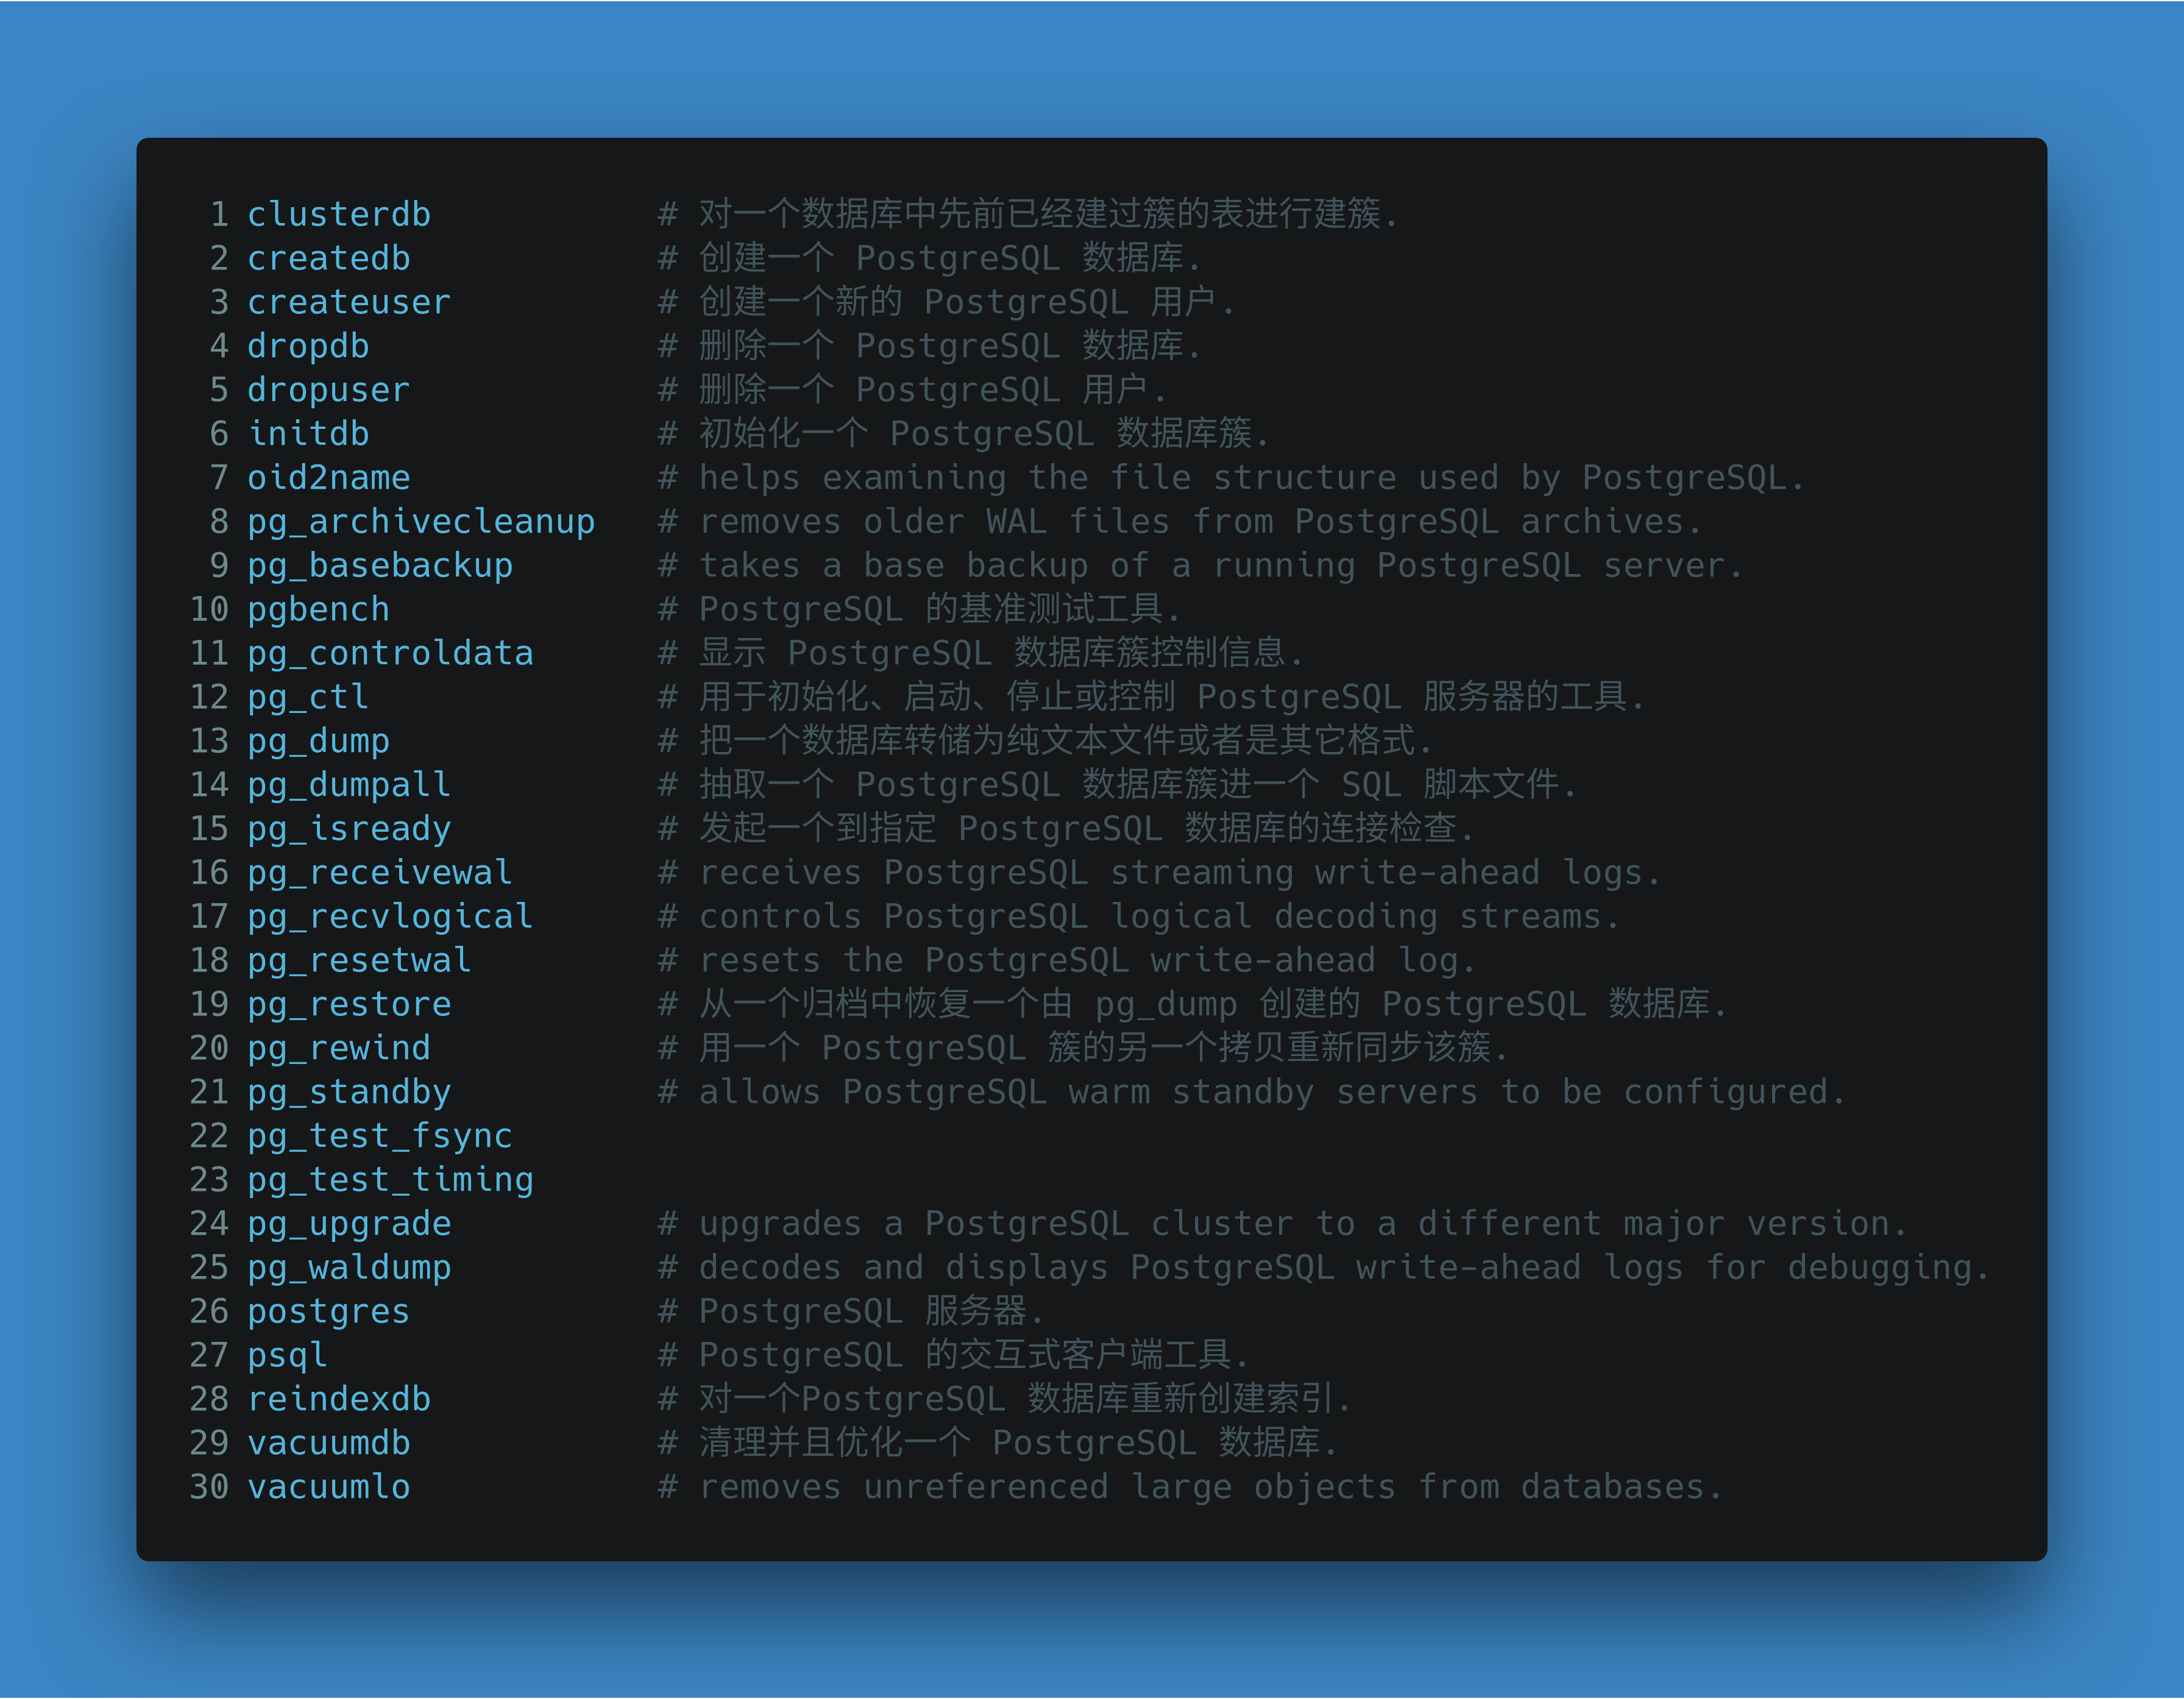 1 clusterdb # 对一个数据库中先前已经建过簇的表进行建簇.
2 createdb # 创建一个 PostgreSQL 数据库.
3 createuser # 创建一个新的 PostgreSQL 用户.
4 dropdb # 删除一个 PostgreSQL 数据库.
5 dropuser # 删除一个 PostgreSQL 用户.
6 initdb # 初始化一个 PostgreSQL 数据库簇.
7 oid2name # helps examining the file structure used by PostgreSQL.
8 pg_archivecleanup # removes older WAL files from PostgreSQL archives.
9 pg_basebackup # takes a base backup of a running PostgreSQL server.
10 pgbench # PostgreSQL 的基准测试工具.
11 pg_controldata # 显示 PostgreSQL 数据库簇控制信息.
12 pg_ctl # 用于初始化、启动、停止或控制 PostgreSQL 服务器的工具.
13 pg_dump # 把一个数据库转储为纯文本文件或者是其它格式.
14 pg_dumpall # 抽取一个 PostgreSQL 数据库簇进一个 SQL 脚本文件.
15 pg_isready # 发起一个到指定 PostgreSQL 数据库的连接检查.
16 pg_receivewal # receives PostgreSQL streaming write-ahead logs.
17 pg_recvlogical # controls PostgreSQL logical decoding streams.
18 pg_resetwal # resets the PostgreSQL write-ahead log.
19 pg_restore # 从一个归档中恢复一个由 pg_dump 创建的 PostgreSQL 数据库.
20 pg_rewind # 用一个 PostgreSQL 簇的另一个拷贝重新同步该簇.
21 pg_standby # allows PostgreSQL warm standby servers to be configured.
22 pg_test_fsync
23 pg_test_timing
24 pg_upgrade # upgrades a PostgreSQL cluster to a different major version.
25 pg_waldump # decodes and displays PostgreSQL write-ahead logs for debugging.
26 postgres # PostgreSQL 服务器.
27 psql # PostgreSQL 的交互式客户端工具.
28 reindexdb # 对一个PostgreSQL 数据库重新创建索引.
29 vacuumdb # 清理并且优化一个 PostgreSQL 数据库.
30 vacuumlo # removes unreferenced large objects from databases.